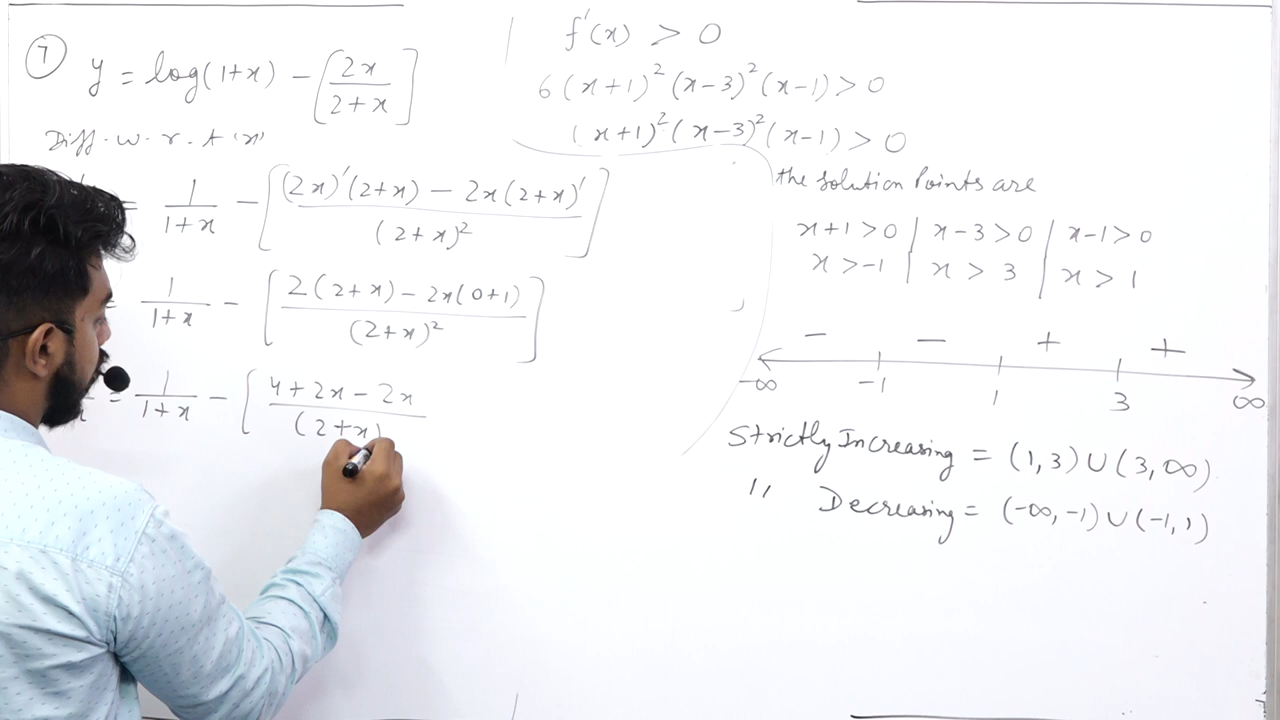 7
y = log(1+x) - [2x/2+x]
Diff. w. r. t (x)
= 1/1+x - [(2x)'(2+x) - 2x(2+x)'/(2+x)²]
= 1/1+x - [2(2+x) - 2x(0+1)/(2+x)²]
= 1/1+x - [4+2x-2x/(2+x)
f'(x) > 0
6(x+1)²(x-3)²(x-1) > 0
(x+1)²(x-3)²(x-1) > 0
the Solution Points are
x+1>0 | x-3>0 | x-1>0
x>-1 | x > 3 | x > 1
- - + +
-∞ -1 1 3 ∞
Strictly Increasing = (1,3)∪(3,∞)
" Decreasing = (-∞,-1)∪(-1,1)